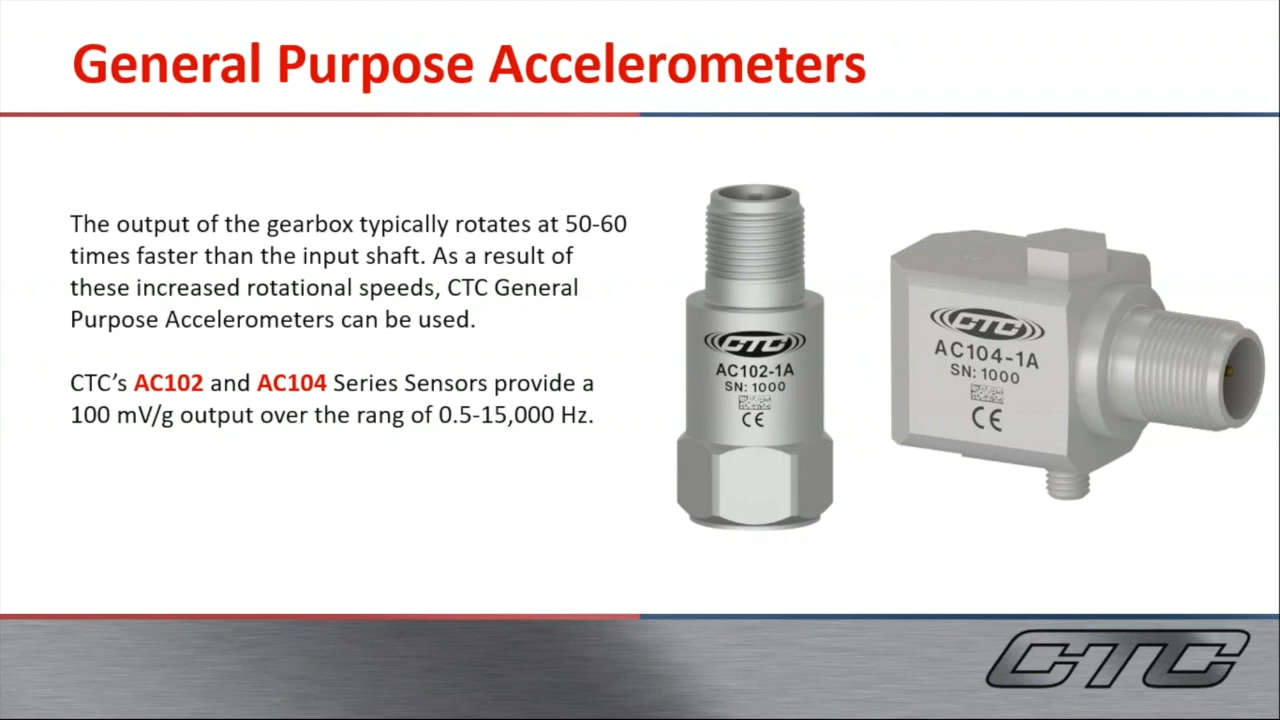 General Purpose Accelerometers
The output of the gearbox typically rotates at 50-60
times faster than the input shaft. As a result of
these increased rotational speeds, CTC General
Purpose Accelerometers can be used.
CTC’s AC102 and AC104 Series Sensors provide a
100 mV/g output over the rang of 0.5-15,000 Hz.
CTC
AC102-1A
SN: 1000
CE
CTC
AC104-1A
SN: 1000
CE
CTC